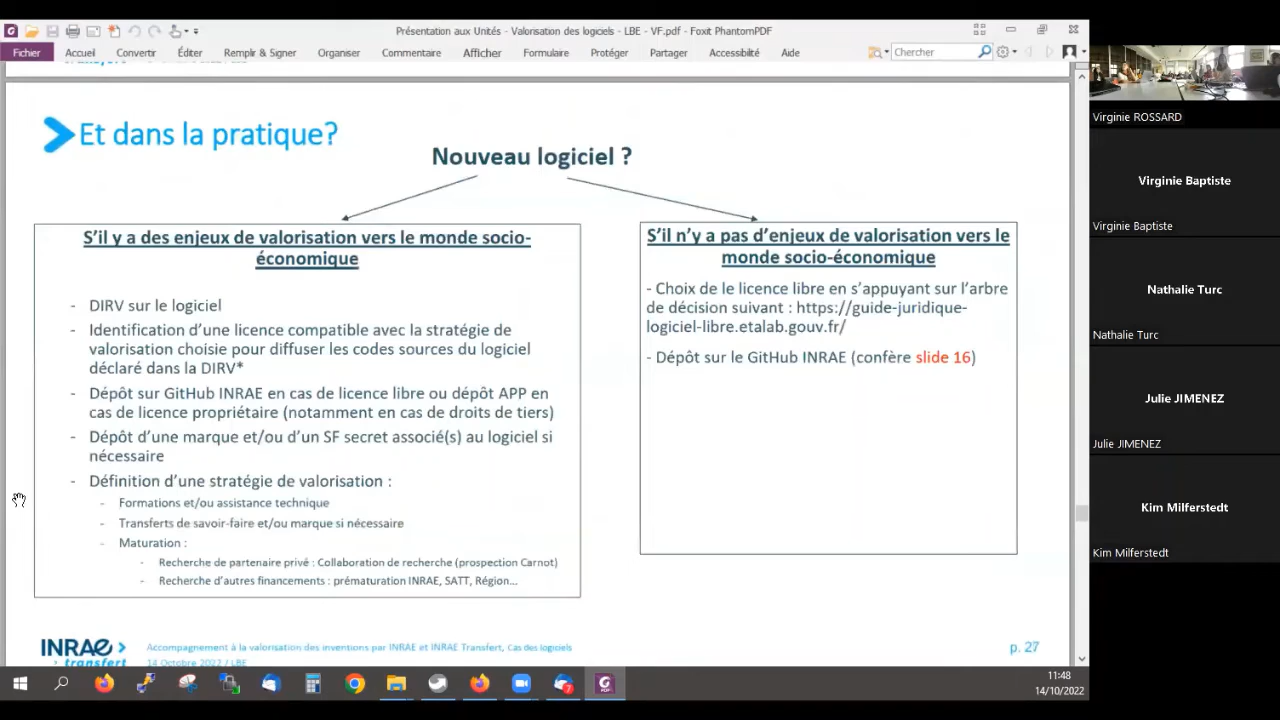 Présentation aux Unités - Valorisation des logiciels - LBE - VF.pdf - Foxit PhantomPDF
Fichier Accueil Convertir Éditer Remplir & Signer Organiser Commentaire Afficher Formulaire Protéger Partager Accessibilité Aide
Chercher
Et dans la pratique?
Nouveau logiciel ?
S'il y a des enjeux de valorisation vers le monde socio-
économique
- DIRV sur le logiciel
- Identification d'une licence compatible avec la stratégie de
valorisation choisie pour diffuser les codes sources du logiciel
déclaré dans la DIRV*
- Dépôt sur GitHub INRAE en cas de licence libre ou dépôt APP en
cas de licence propriétaire (notamment en cas de droits de tiers)
- Dépôt d'une marque et/ou d'un SF secret associé(s) au logiciel si
nécessaire
- Définition d'une stratégie de valorisation :
- Formations et/ou assistance technique
- Transferts de savoir-faire et/ou marque si nécessaire
- Maturation :
- Recherche de partenaire privé : Collaboration de recherche (prospection Carnot)
- Recherche d'autres financements : prématuration INRAE, SATT, Région...
S'il n'y a pas d'enjeux de valorisation vers le
monde socio-économique
- Choix de le licence libre en s'appuyant sur l'arbre
de décision suivant : https://guide-juridique-
logiciel-libre.etalab.gouv.fr/
- Dépôt sur le GitHub INRAE (confère slide 16)
INRAE
transfert
Accompagnement à la valorisation des inventions par INRAE et INRAE Transfert, Cas des logiciels
14 Octobre 2022 / LBE
p. 27
11:48
14/10/2022
Virginie ROSSARD
Virginie Baptiste
Virginie Baptiste
Nathalie Turc
Nathalie Turc
Julie JIMENEZ
Julie JIMENEZ
Kim Milferstedt
Kim Milferstedt